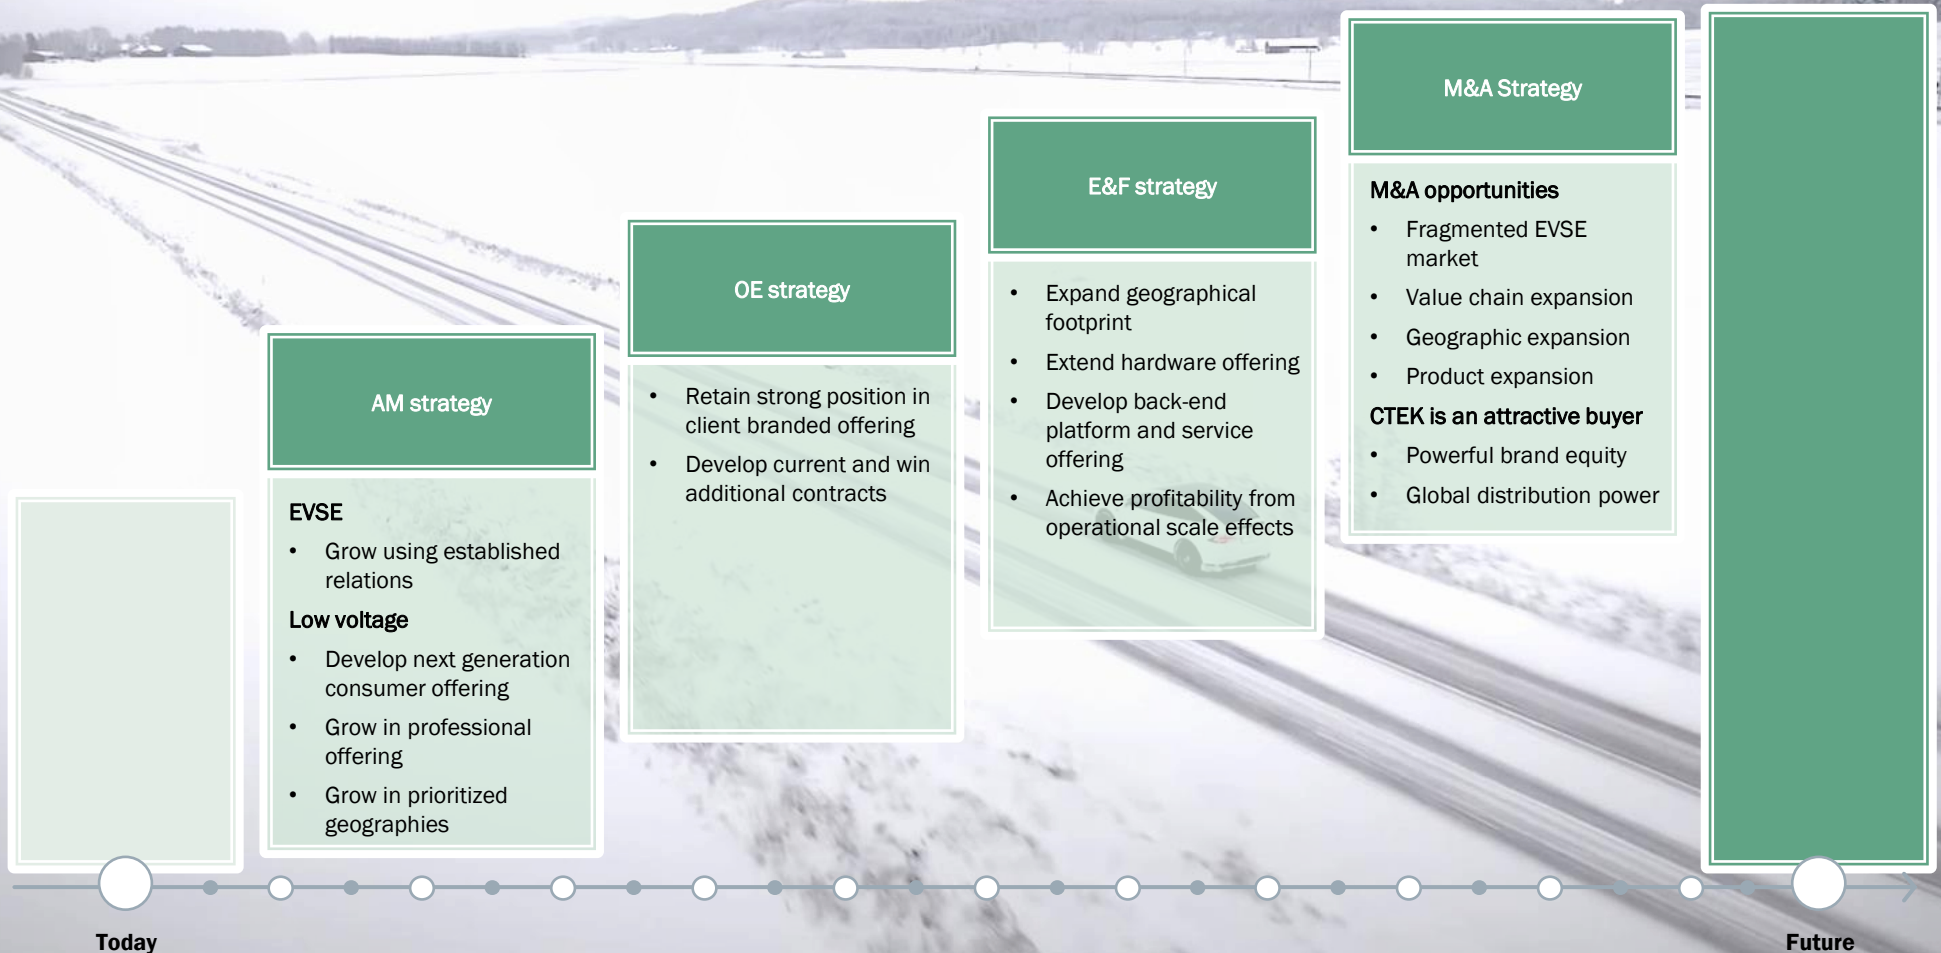 AM strategy
EVSE
• Grow using established
relations
Low voltage
• Develop next generation
consumer offering
• Grow in professional
offering
• Grow in prioritized
geographies
OE strategy
• Retain strong position in
client branded offering
• Develop current and win
additional contracts
E&F strategy
• Expand geographical
footprint
• Extend hardware offering
• Develop back-end
platform and service
offering
• Achieve profitability from
operational scale effects
M&A Strategy
M&A opportunities
• Fragmented EVSE
market
• Value chain expansion
• Geographic expansion
• Product expansion
CTEK is an attractive buyer
• Powerful brand equity
• Global distribution power
Today
Future